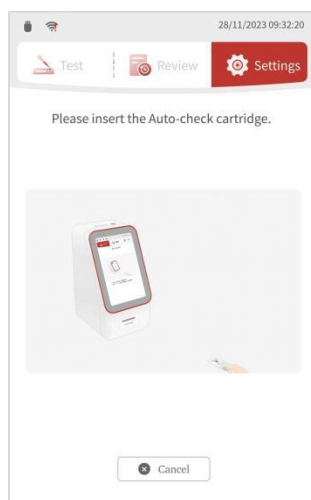 28/11/2023 09:32:20
Test
Review
Settings
Please insert the Auto-check cartridge.
Cancel